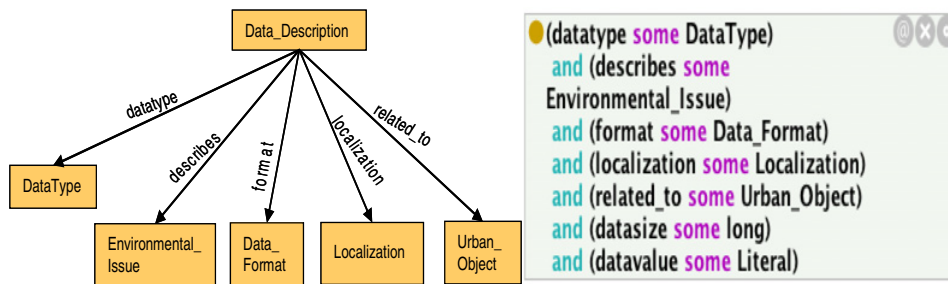 Data_Description
datatype
describes
format
localization
related_to
DataType
Environmental_
Issue
Data_
Format
Localization
Urban_
Object
(datatype some DataType)
and (describes some
Environmental_Issue)
and (format some Data_Format)
and (localization some Localization)
and (related_to some Urban_Object)
and (datasize some long)
and (datavalue some Literal)
@ X